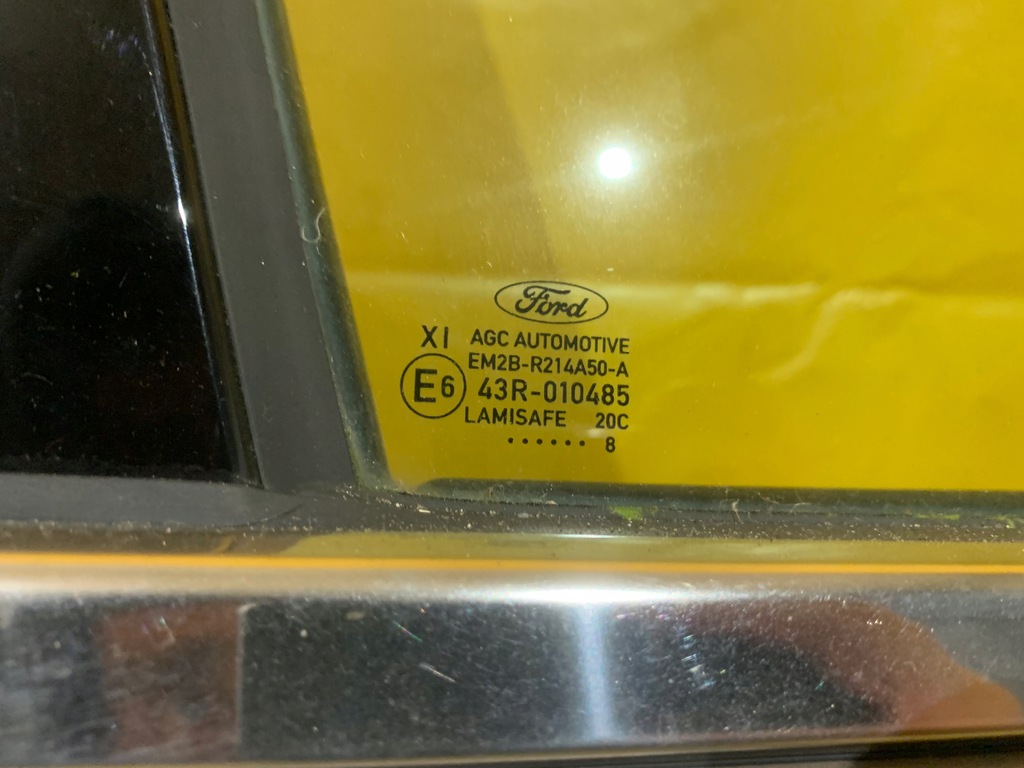 Ford
XI AGC AUTOMOTIVE
EM2B-R214A50-A
E6 43R-010485
LAMISAFE 20C
...... 8